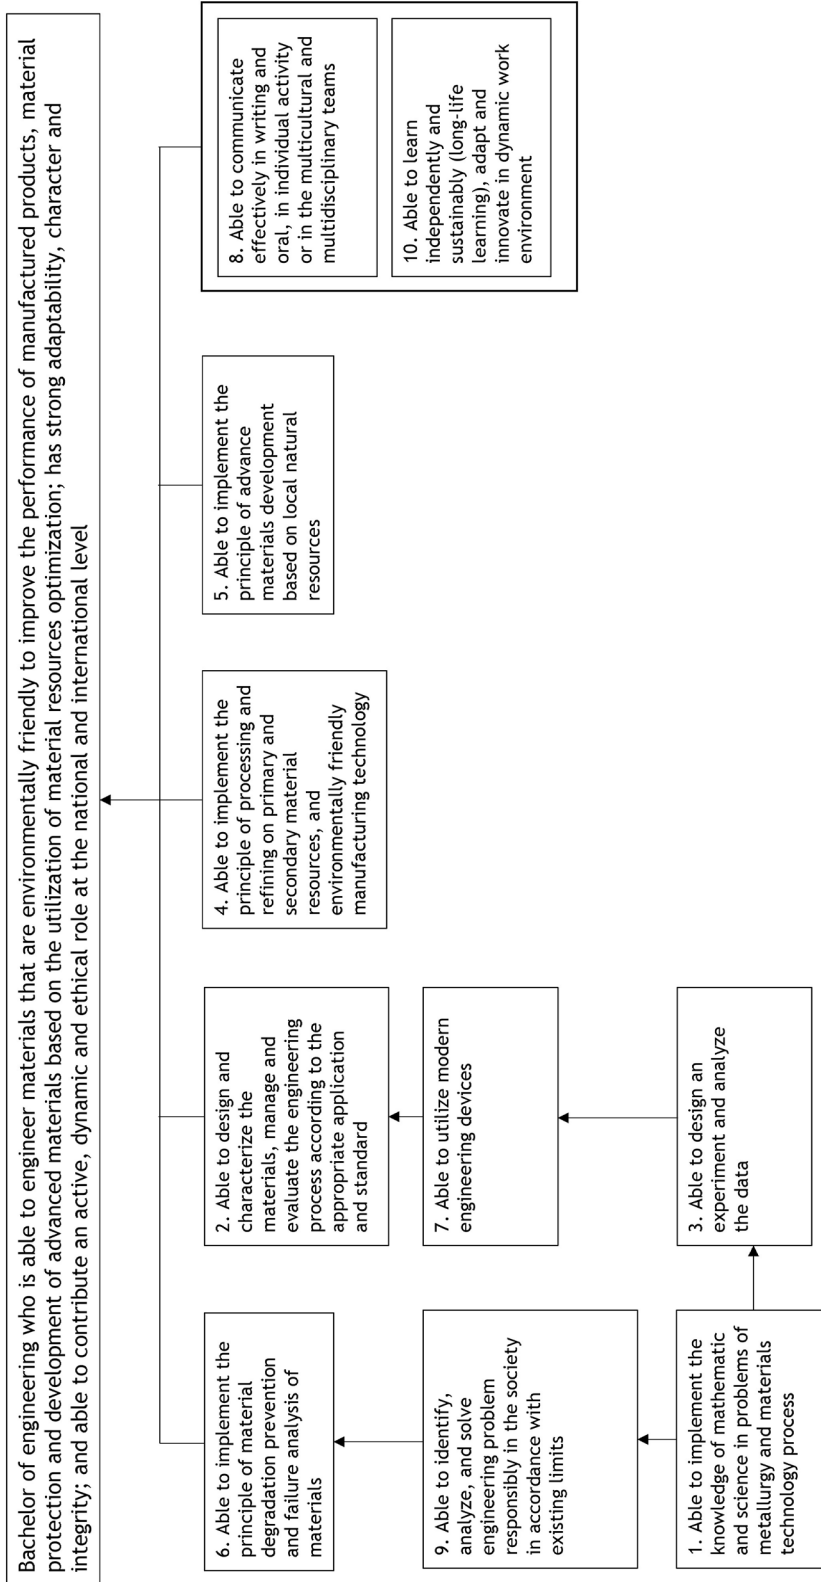 Bachelor of engineering who is able to engineer materials that are environmentally friendly to improve the performance of manufactured products, material
protection and development of advanced materials based on the utilization of material resources optimization; has strong adaptability, character and
integrity; and able to contribute an active, dynamic and ethical role at the national and international level
6. Able to implement the
principle of material
degradation prevention
and failure analysis of
materials
2. Able to design and
characterize the
materials, manage and
evaluate the engineering
process according to the
appropriate application
and standard
4. Able to implement the
principle of processing and
refining on primary and
secondary material
resources, and
environmentally friendly
manufacturing technology
5. Able to implement the
principle of advance
materials development
based on local natural
resources
8. Able to communicate
effectively in writing and
oral, in individual activity
or in the multicultural and
multidisciplinary teams
10. Able to learn
independently and
sustainably (long-life
learning), adapt and
innovate in dynamic work
environment
9. Able to identify,
analyze, and solve
engineering problem
responsibly in the society
in accordance with
existing limits
7. Able to utilize modern
engineering devices
1. Able to implement the
knowledge of mathematic
and science in problems of
metallurgy and materials
technology process
3. Able to design an
experiment and analyze
the data